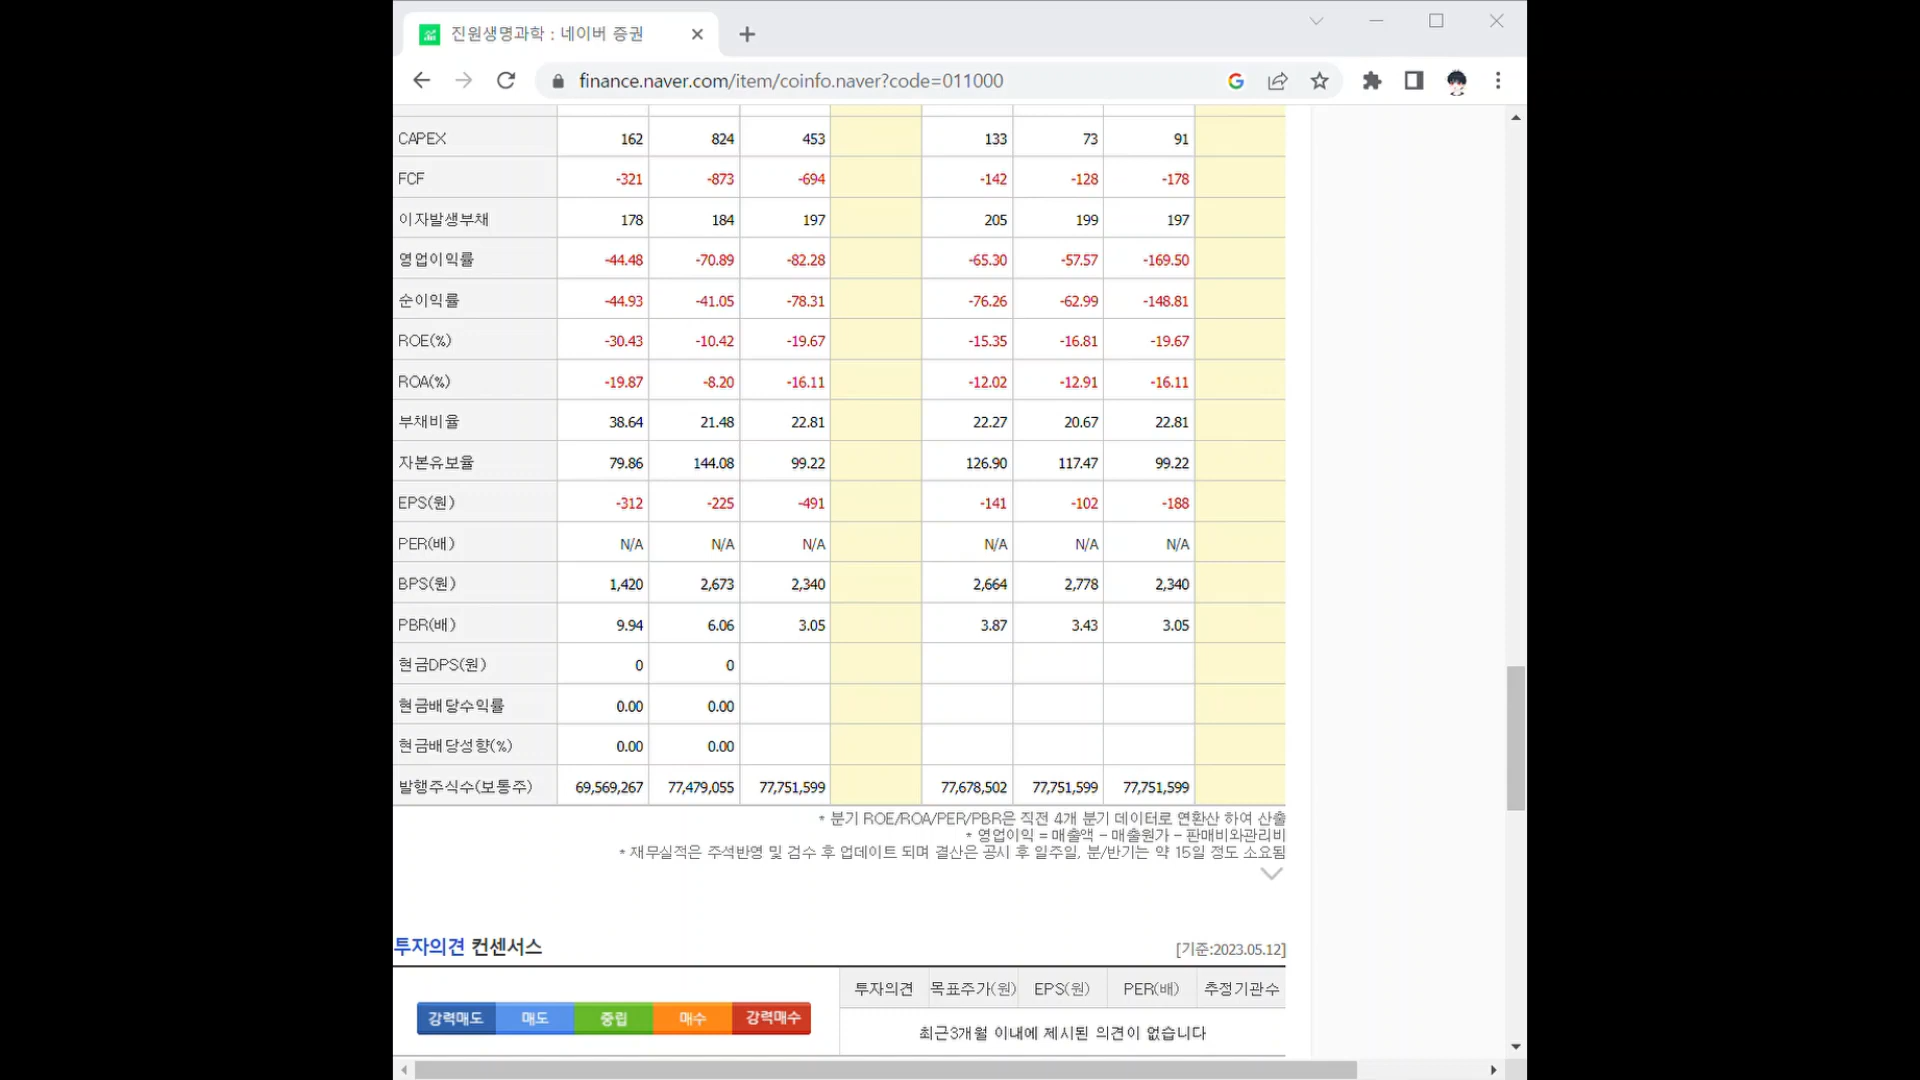 진원생명과학 : 네이버 증권
finance.naver.com/item/coinfo.naver?code=011000
CAPEX 162 824 453 133 73 91
FCF -321 -873 -694 -142 -128 -178
이자발생부채 178 184 197 205 199 197
영업이익률 -44.48 -70.89 -82.28 -65.30 -57.57 -169.50
순이익률 -44.93 -41.05 -78.31 -76.26 -62.99 -148.81
ROE(%) -30.43 -10.42 -19.67 -15.35 -16.81 -19.67
ROA(%) -19.87 -8.20 -16.11 -12.02 -12.91 -16.11
부채비율 38.64 21.48 22.81 22.27 20.67 22.81
자본유보율 79.86 144.08 99.22 126.90 117.47 99.22
EPS(원) -312 -225 -491 -141 -102 -188
PER(배) N/A N/A N/A N/A N/A N/A
BPS(원) 1,420 2,673 2,340 2,664 2,778 2,340
PBR(배) 9.94 6.06 3.05 3.87 3.43 3.05
현금DPS(원) 0 0
현금배당수익률 0.00 0.00
현금배당성향(%) 0.00 0.00
발행주식수(보통주) 69,569,267 77,479,055 77,751,599 77,678,502 77,751,599 77,751,599
* 분기 ROE/ROA/PER/PBR은 직전 4개 분기 데이터로 연환산 하여 산출
* 영업이익 = 매출액 - 매출원가 - 판매비와관리비
* 재무실적은 주석반영 및 검수 후 업데이트 되며 결산은 공시 후 일주일, 분/반기는 약 15일 정도 소요됨
투자의견 컨센서스 [기준:2023.05.12]
투자의견 목표주가(원) EPS(원) PER(배) 추정기관수
강력매도 매도 중립 매수 강력매수
최근3개월 이내에 제시된 의견이 없습니다